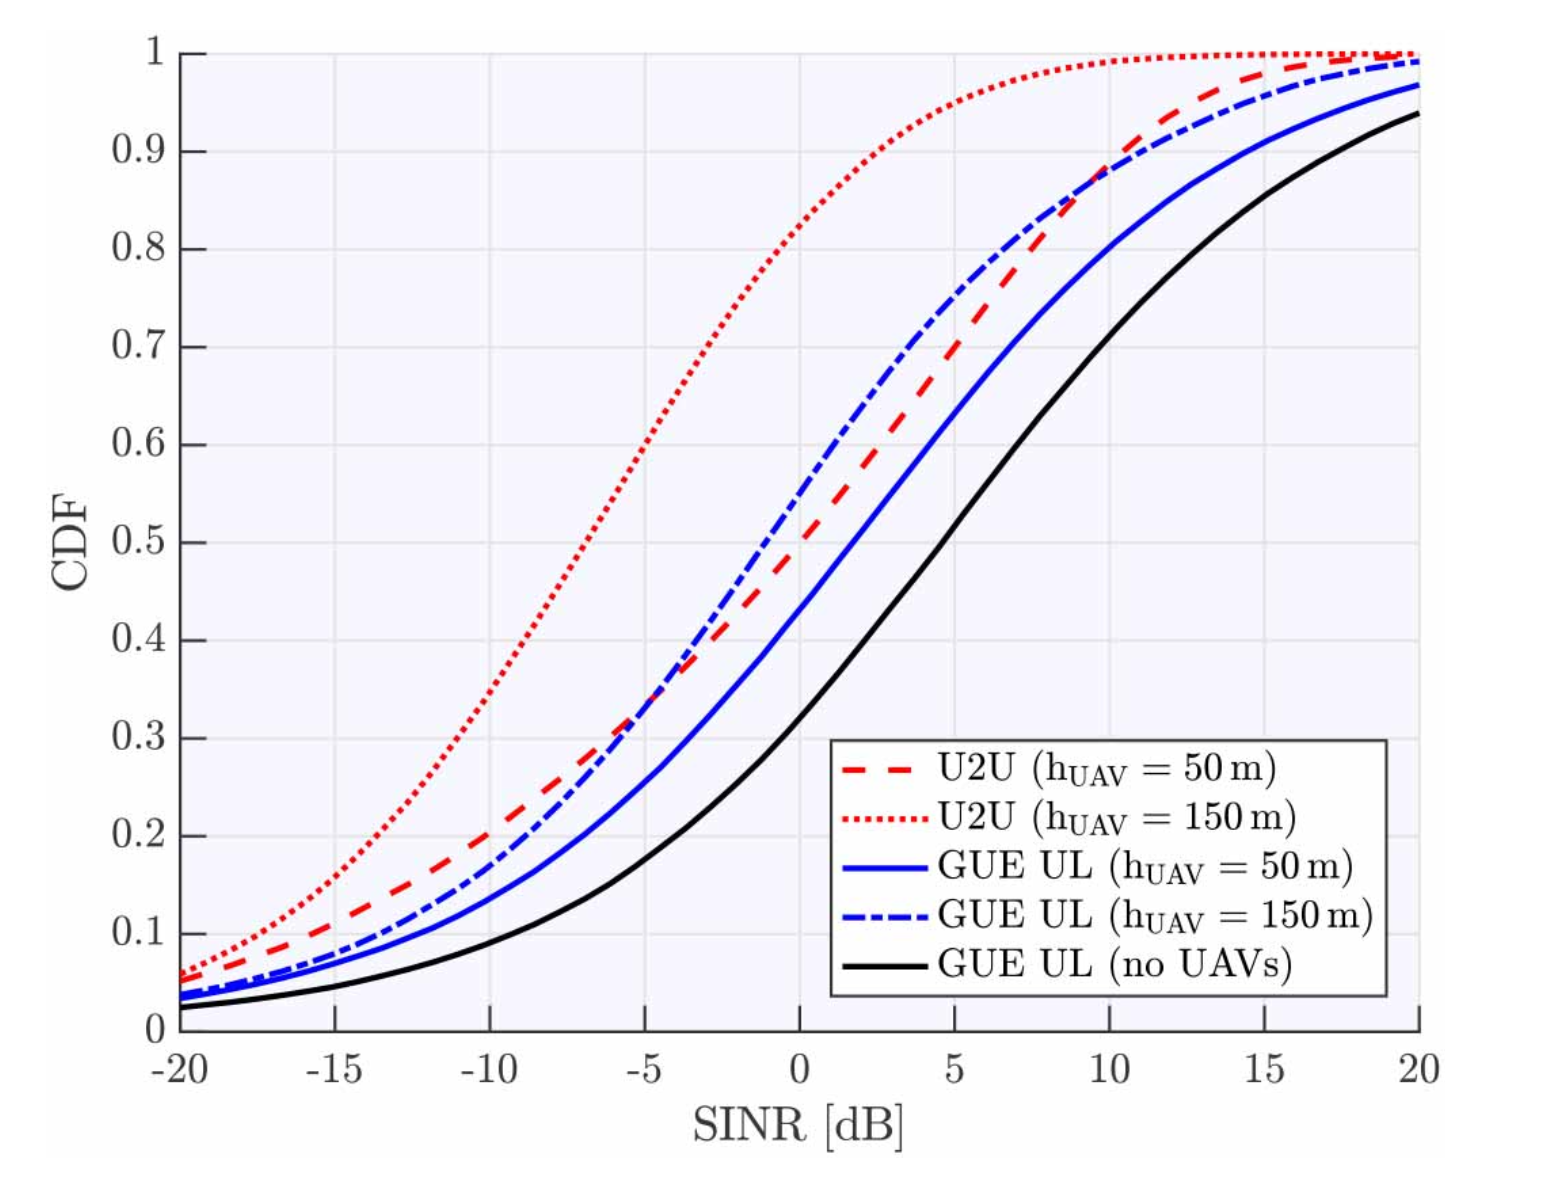 1
0.9
0.8
0.7
0.6
0.5
0.4
0.3
0.2
0.1
0
CDF
-20 -15 -10 -5 0 5 10 15 20
SINR [dB]
U2U (hUAV = 50 m)
U2U (hUAV = 150 m)
GUE UL (hUAV = 50 m)
GUE UL (hUAV = 150 m)
GUE UL (no UAVs)